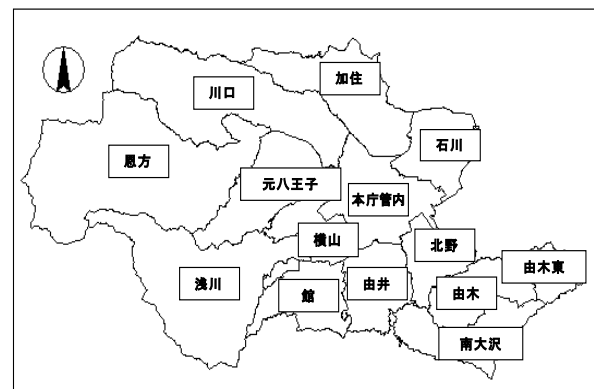 加住
川口
石川
恩方
元八王子
本庁管内
横山
北野
由木東
浅川
館
由井
由木
南大沢